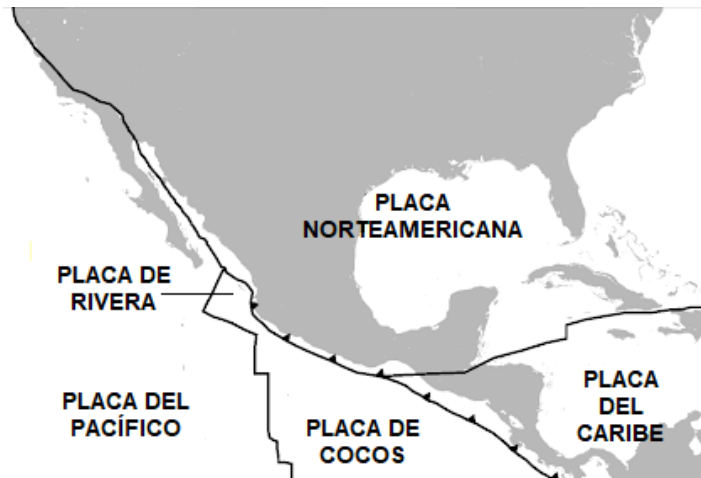 PLACA
NORTEAMERICANA
PLACA DE
RIVERA
PLACA DEL
PACÍFICO
PLACA DE
COCOS
PLACA
DEL
CARIBE